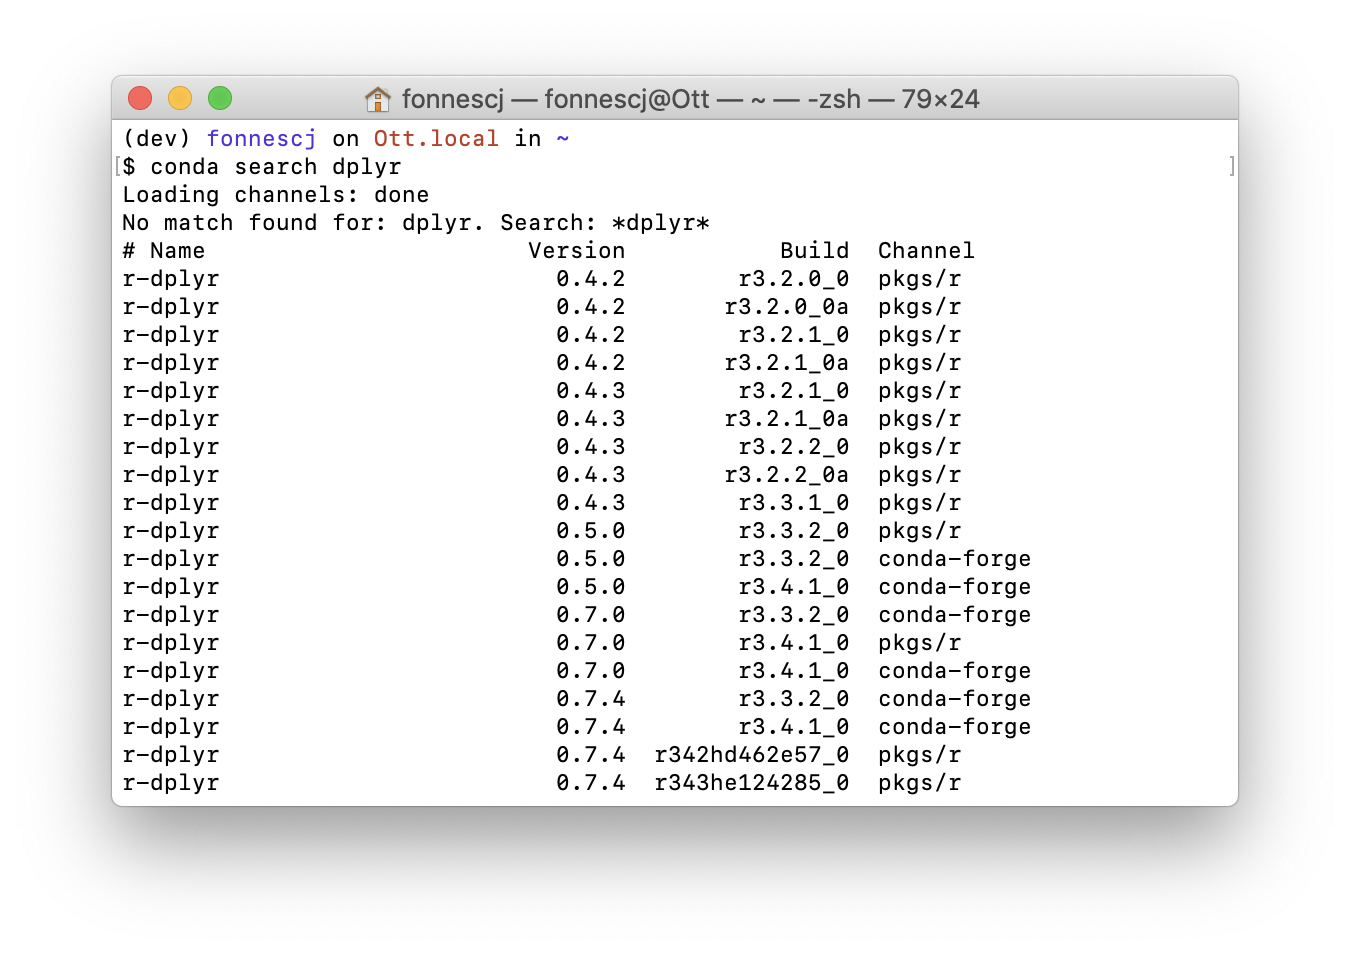 fonnescj — fonnescj@Ott — ~ — -zsh — 79×24
(dev) fonnescj on Ott.local in ~
[$ conda search dplyr ]
Loading channels: done
No match found for: dplyr. Search: *dplyr*
# Name Version Build Channel
r-dplyr 0.4.2 r3.2.0_0 pkgs/r
r-dplyr 0.4.2 r3.2.0_0a pkgs/r
r-dplyr 0.4.2 r3.2.1_0 pkgs/r
r-dplyr 0.4.2 r3.2.1_0a pkgs/r
r-dplyr 0.4.3 r3.2.1_0 pkgs/r
r-dplyr 0.4.3 r3.2.1_0a pkgs/r
r-dplyr 0.4.3 r3.2.2_0 pkgs/r
r-dplyr 0.4.3 r3.2.2_0a pkgs/r
r-dplyr 0.4.3 r3.3.1_0 pkgs/r
r-dplyr 0.5.0 r3.3.2_0 pkgs/r
r-dplyr 0.5.0 r3.3.2_0 conda-forge
r-dplyr 0.5.0 r3.4.1_0 conda-forge
r-dplyr 0.7.0 r3.3.2_0 conda-forge
r-dplyr 0.7.0 r3.4.1_0 pkgs/r
r-dplyr 0.7.0 r3.4.1_0 conda-forge
r-dplyr 0.7.4 r3.3.2_0 conda-forge
r-dplyr 0.7.4 r3.4.1_0 conda-forge
r-dplyr 0.7.4 r342hd462e57_0 pkgs/r
r-dplyr 0.7.4 r343he124285_0 pkgs/r